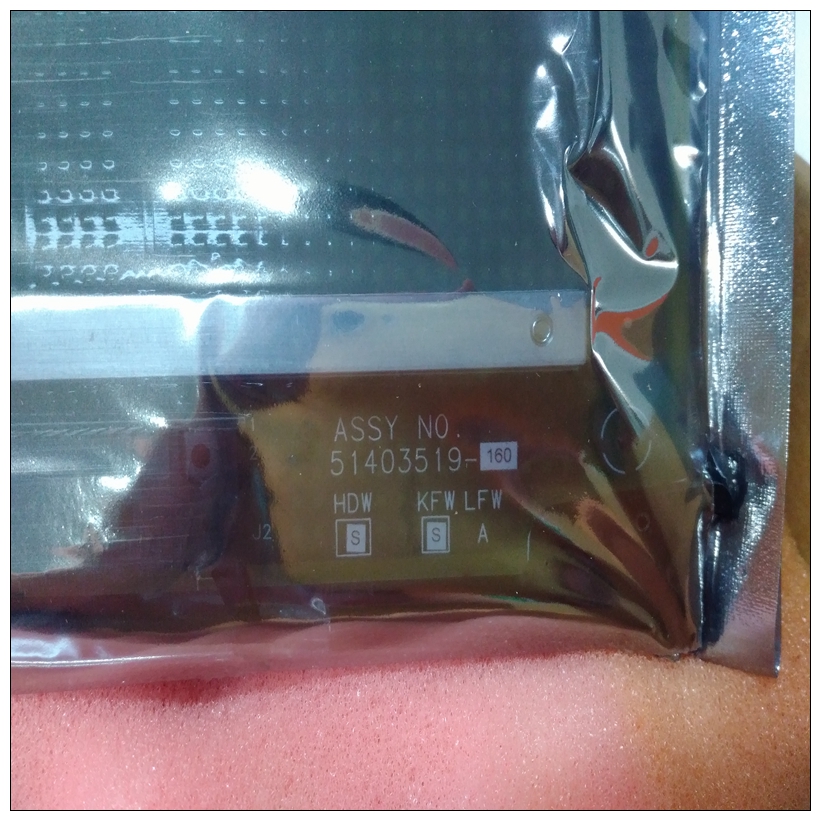 ASSY NO.
51403519-160
HDW KFW LFW
S S A
J2